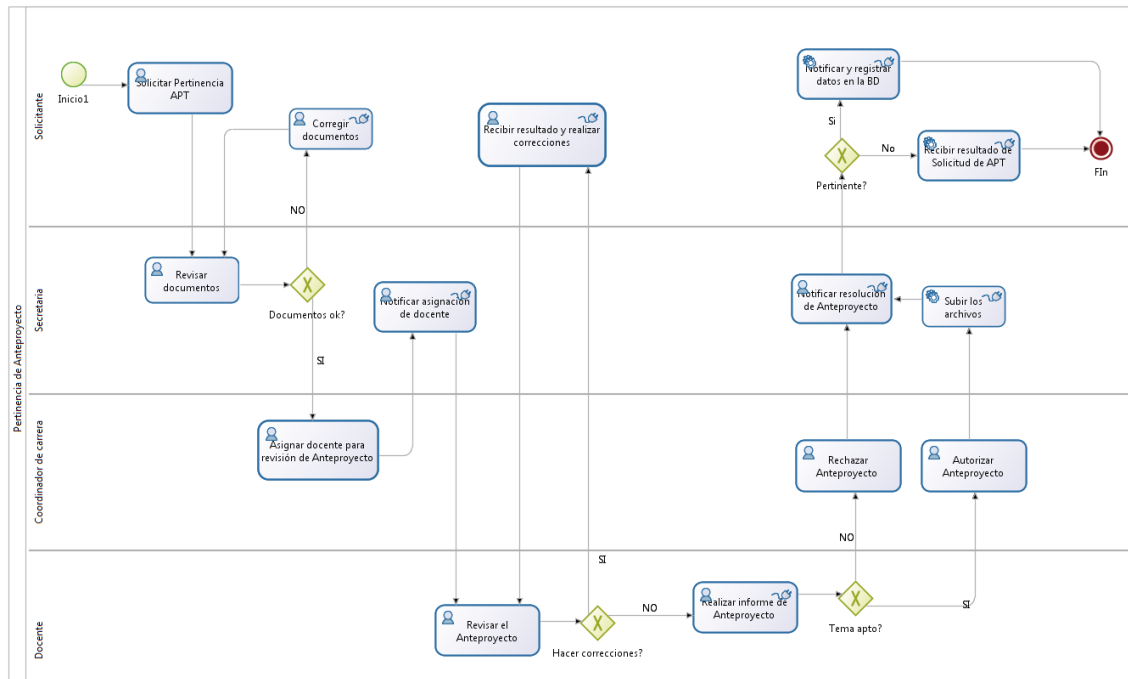 Pertinencia de Anteproyecto
Solicitante
Inicio1
Solicitar Pertinencia
APT
Corregir
documentos
NO
Recibir resultado y realizar
correcciones
Notificar y registrar
datos en la BD
Si
Pertinente?
No
Recibir resultado de
Solicitud de APT
FIn
Secretaria
Revisar
documentos
Documentos ok?
SI
Notificar asignación
de docente
Notificar resolución
de Anteproyecto
Subir los
archivos
Coordinador de carrera
Asignar docente para
revisión de Anteproyecto
Rechazar
Anteproyecto
Autorizar
Anteproyecto
NO
Docente
Revisar el
Anteproyecto
SI
Hacer correcciones?
NO
Realizar informe de
Anteproyecto
Tema apto?
SI